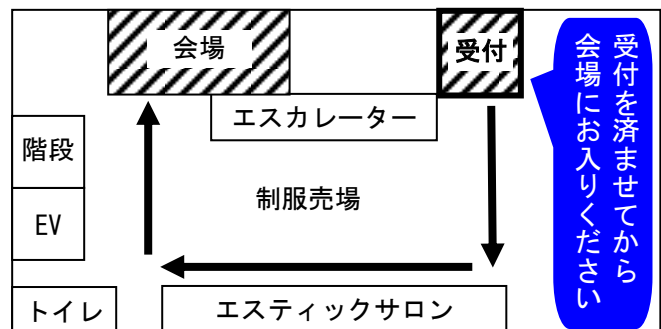 会場
受付
受付を済ませてから
会場にお入りください
エスカレーター
階段
制服売場
EV
トイレ
エスティックサロン